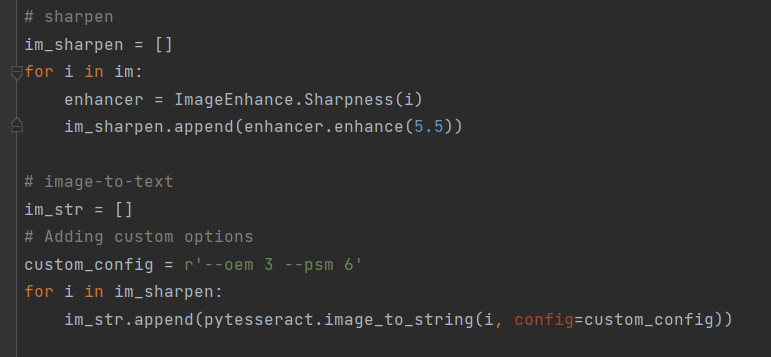 # sharpen
im_sharpen = []
for i in im:
    enhancer = ImageEnhance.Sharpness(i)
    im_sharpen.append(enhancer.enhance(5.5))

# image-to-text
im_str = []
# Adding custom options
custom_config = r'--oem 3 --psm 6'
for i in im_sharpen:
    im_str.append(pytesseract.image_to_string(i, config=custom_config))